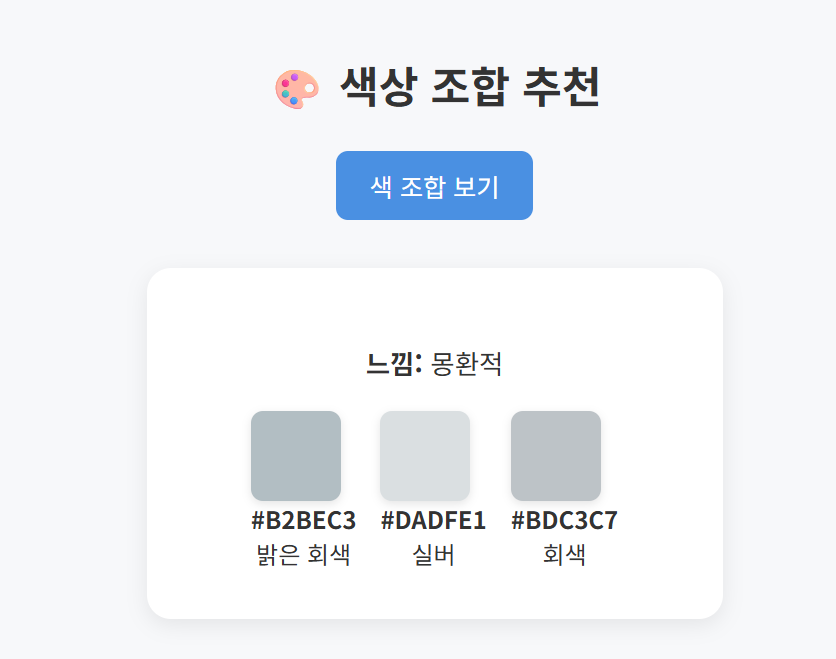 색상 조합 추천
색 조합 보기
느낌: 몽환적
#B2BEC3 #DADFE1 #BDC3C7
밝은 회색 실버 회색